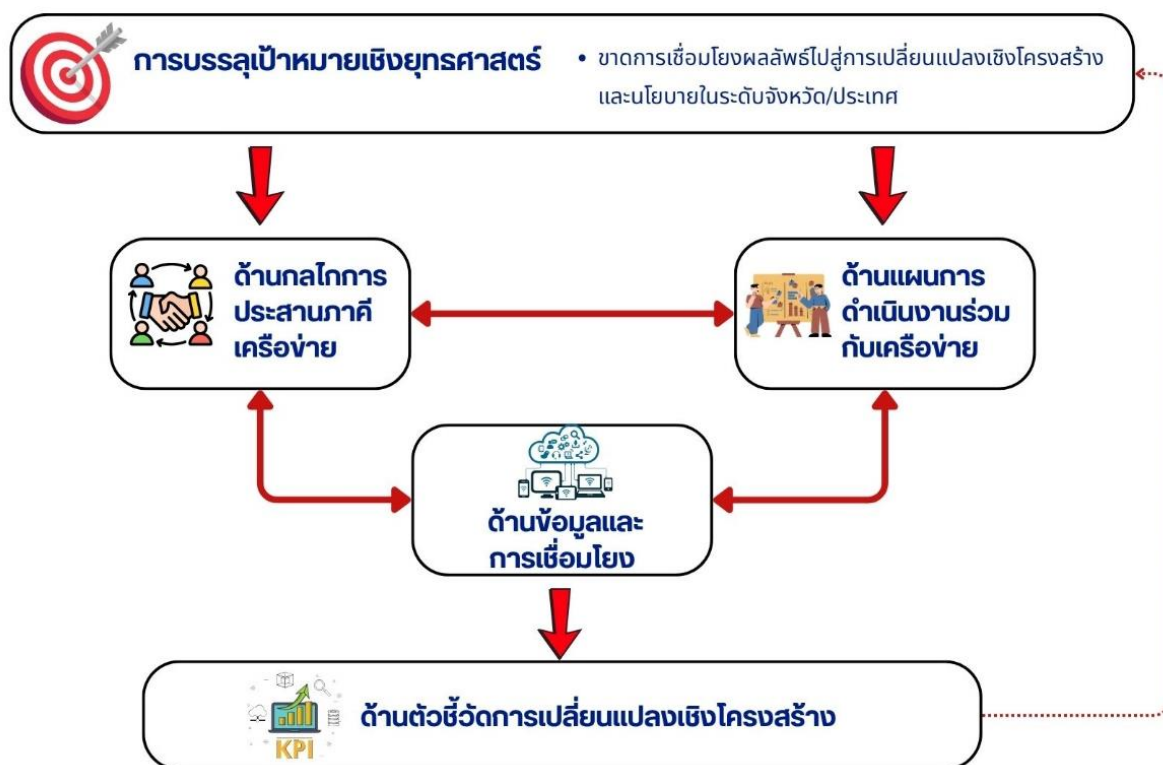 การบรรลุเป้าหมายเชิงยุทธศาสตร์
• ขาดการเชื่อมโยงผลลัพธ์ไปสู่การเปลี่ยนแปลงเชิงโครงสร้าง
และนโยบายในระดับจังหวัด/ประเทศ
ด้านกลไกการ
ประสานภาคี
เครือข่าย
ด้านแผนการ
ดำเนินงานร่วม
กับเครือข่าย
ด้านข้อมูลและ
การเชื่อมโยง
KPI
ด้านตัวชี้วัดการเปลี่ยนแปลงเชิงโครงสร้าง